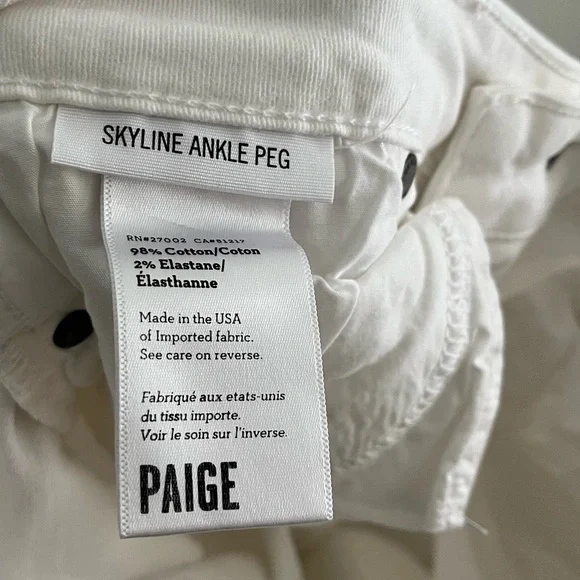 SKYLINE ANKLE PEG
RN#27002 CA#51217
98% Cotton/Coton
2% Elastane/
Élasthanne
Made in the USA
of Imported fabric.
See care on reverse.
Fabriqué aux etats-unis
du tissu importe.
Voir le soin sur l'inverse.
PAIGE